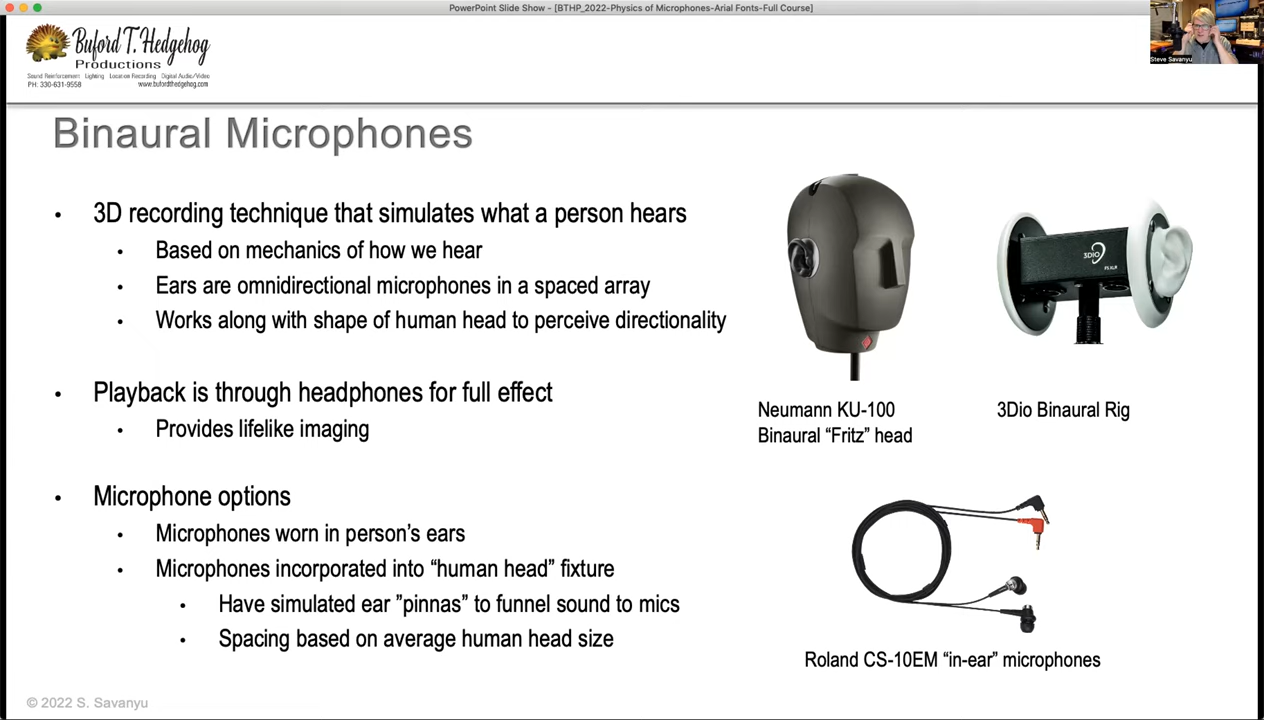 PowerPoint Slide Show - [BTHP_2022-Physics of Microphones-Arial Fonts-Full Course]
Buford T. Hedgehog
Productions
Sound Reinforcement Lighting Location Recording Digital Audio/Video
PH: 330-631-9558 www.bufordthedgehog.com
Steve Savanyu
Binaural Microphones
• 3D recording technique that simulates what a person hears
• Based on mechanics of how we hear
• Ears are omnidirectional microphones in a spaced array
• Works along with shape of human head to perceive directionality
• Playback is through headphones for full effect
• Provides lifelike imaging
• Microphone options
• Microphones worn in person's ears
• Microphones incorporated into “human head” fixture
• Have simulated ear ”pinnas” to funnel sound to mics
• Spacing based on average human head size
3DIO
Neumann KU-100
Binaural “Fritz” head
3Dio Binaural Rig
Roland CS-10EM “in-ear” microphones
© 2022 S. Savanyu